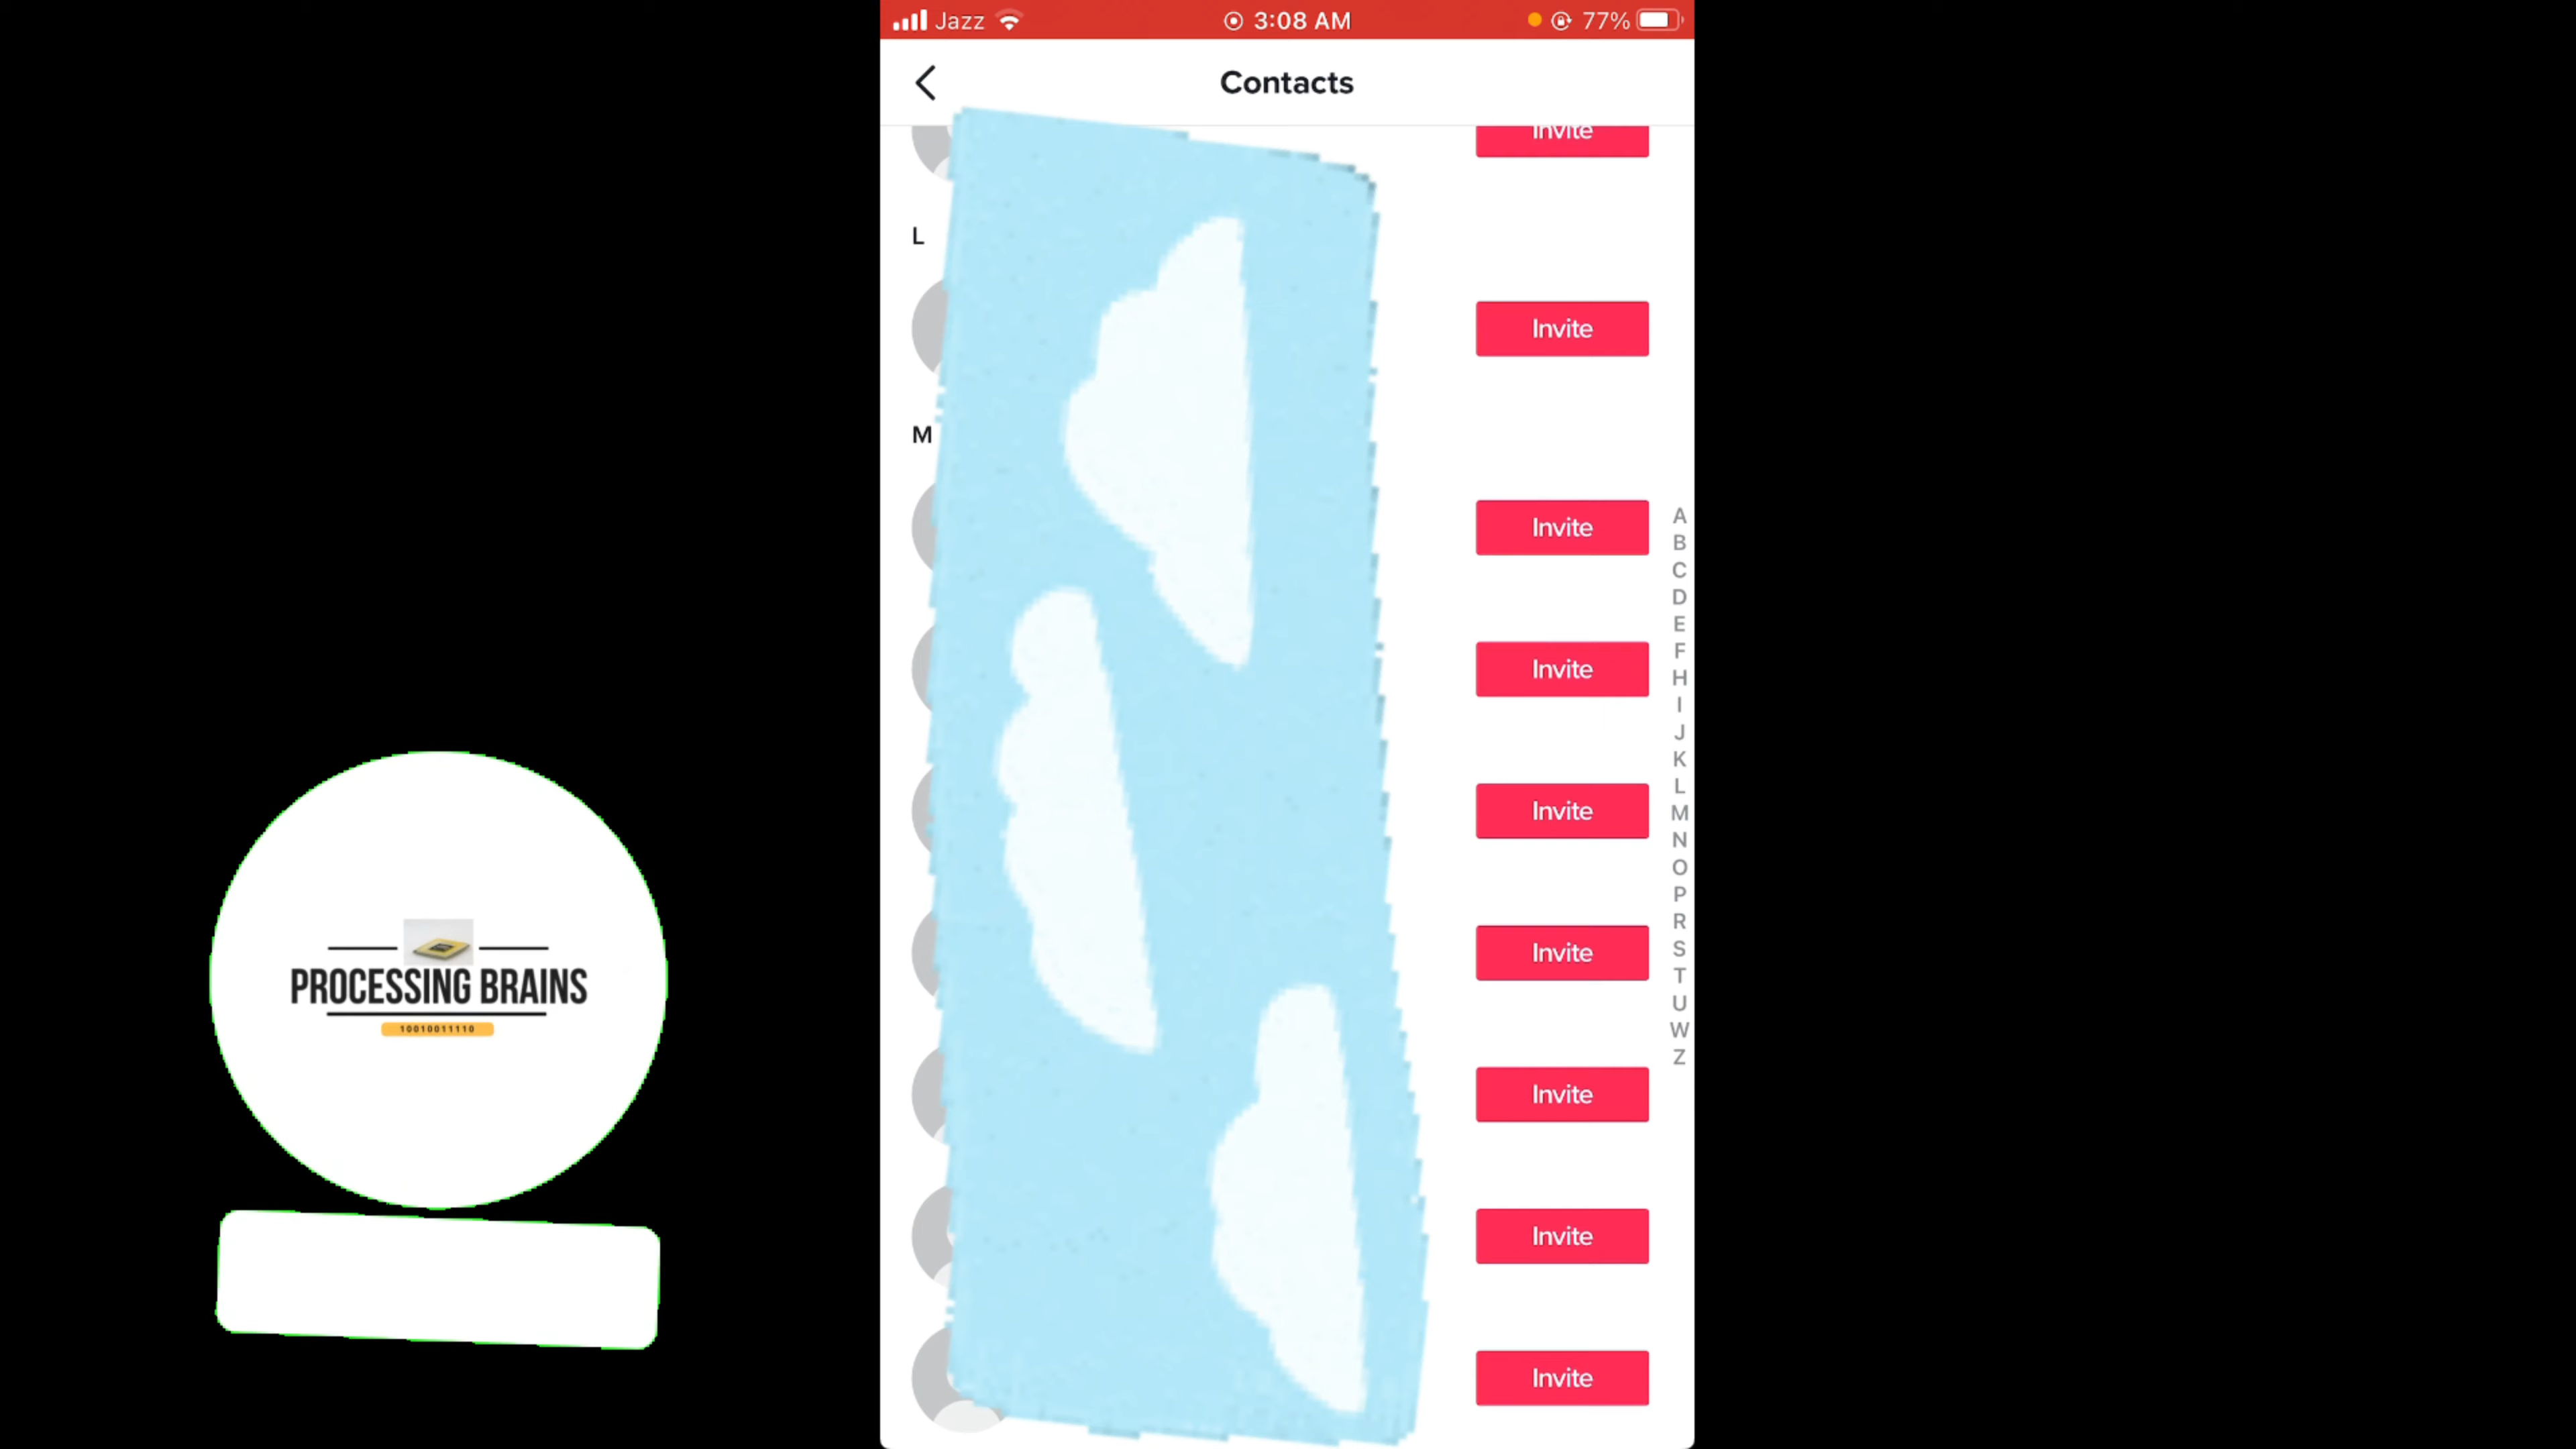 Jazz 3:08 AM 77%
Contacts
Invite
L
Invite
M
Invite
Invite
Invite
Invite
Invite
Invite
Invite
A
B
C
D
E
F
H
I
J
K
L
M
N
O
P
R
S
T
U
W
Z
PROCESSING BRAINS
10010011110